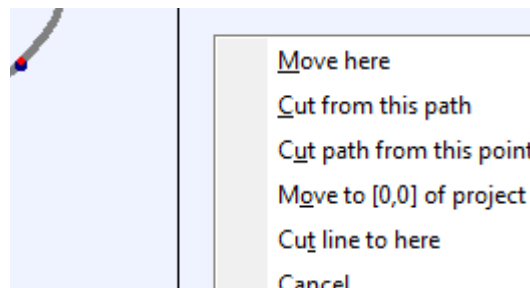 Move here
Cut from this path
Cut path from this point
Move to [0,0] of project
Cut line to here
Cancel